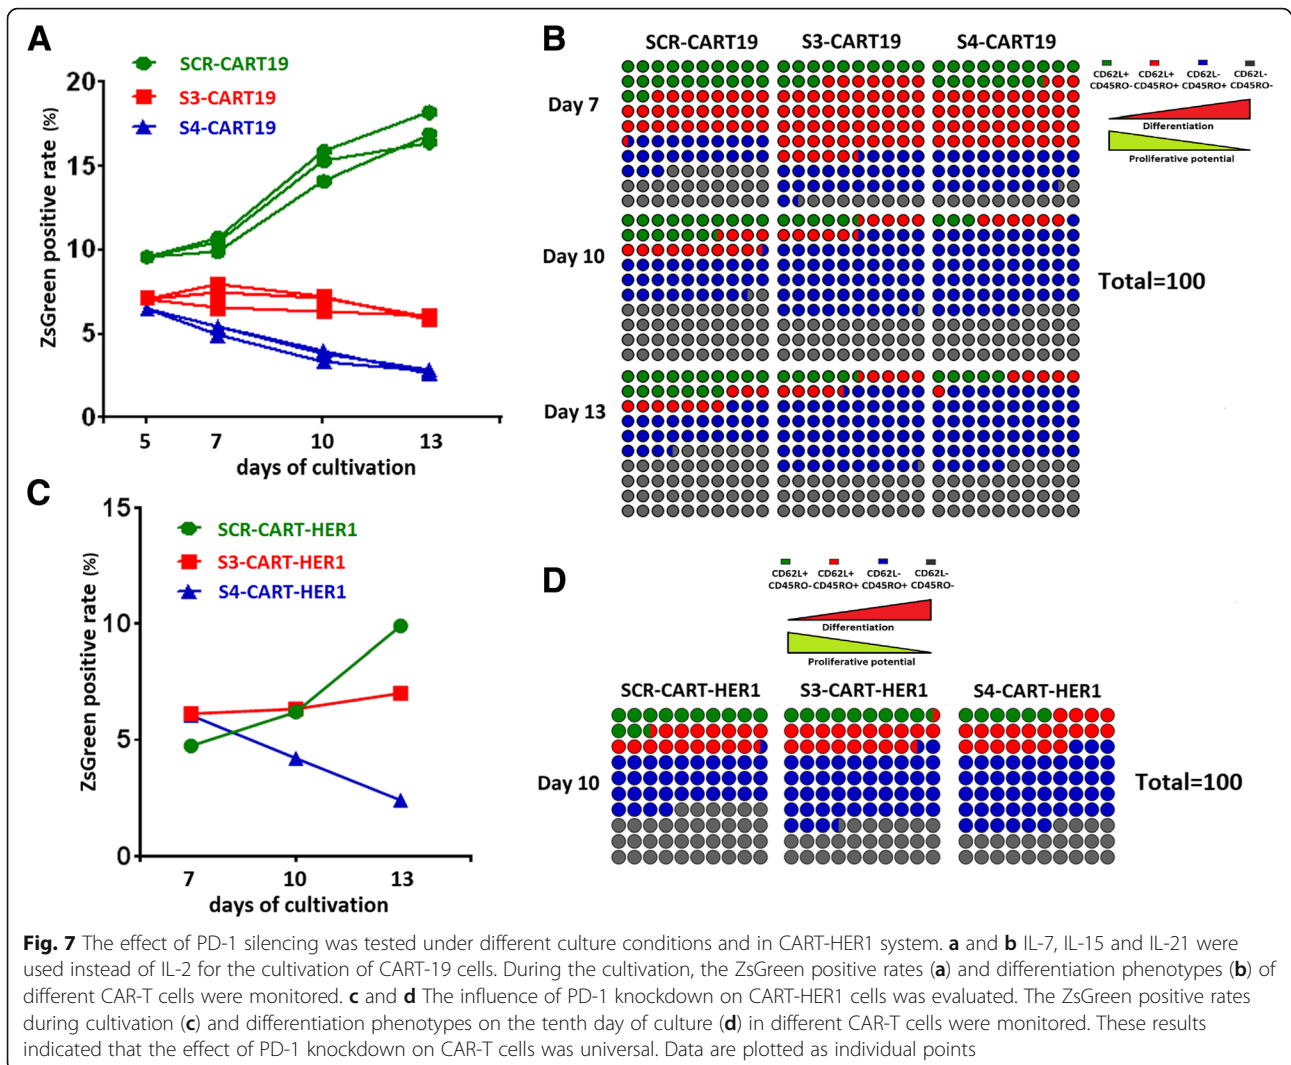 A
SCR-CART19
S3-CART19
S4-CART19
ZsGreen positive rate (%)
20
15
10
5
0
5 7 10 13
days of cultivation
B
SCR-CART19 S3-CART19 S4-CART19
Day 7
Day 10
Day 13
CD62L+ CD62L+ CD62L- CD62L-
CD45RO- CD45RO+ CD45RO+ CD45RO-
Differentiation
Proliferative potential
Total=100
C
SCR-CART-HER1
S3-CART-HER1
S4-CART-HER1
ZsGreen positive rate (%)
15
10
5
0
7 10 13
days of cultivation
D
CD62L+ CD62L+ CD62L- CD62L-
CD45RO- CD45RO+ CD45RO+ CD45RO-
Differentiation
Proliferative potential
SCR-CART-HER1 S3-CART-HER1 S4-CART-HER1
Day 10
Total=100
Fig. 7 The effect of PD-1 silencing was tested under different culture conditions and in CART-HER1 system. a and b IL-7, IL-15 and IL-21 were
used instead of IL-2 for the cultivation of CART-19 cells. During the cultivation, the ZsGreen positive rates (a) and differentiation phenotypes (b) of
different CAR-T cells were monitored. c and d The influence of PD-1 knockdown on CART-HER1 cells was evaluated. The ZsGreen positive rates
during cultivation (c) and differentiation phenotypes on the tenth day of culture (d) in different CAR-T cells were monitored. These results
indicated that the effect of PD-1 knockdown on CAR-T cells was universal. Data are plotted as individual points